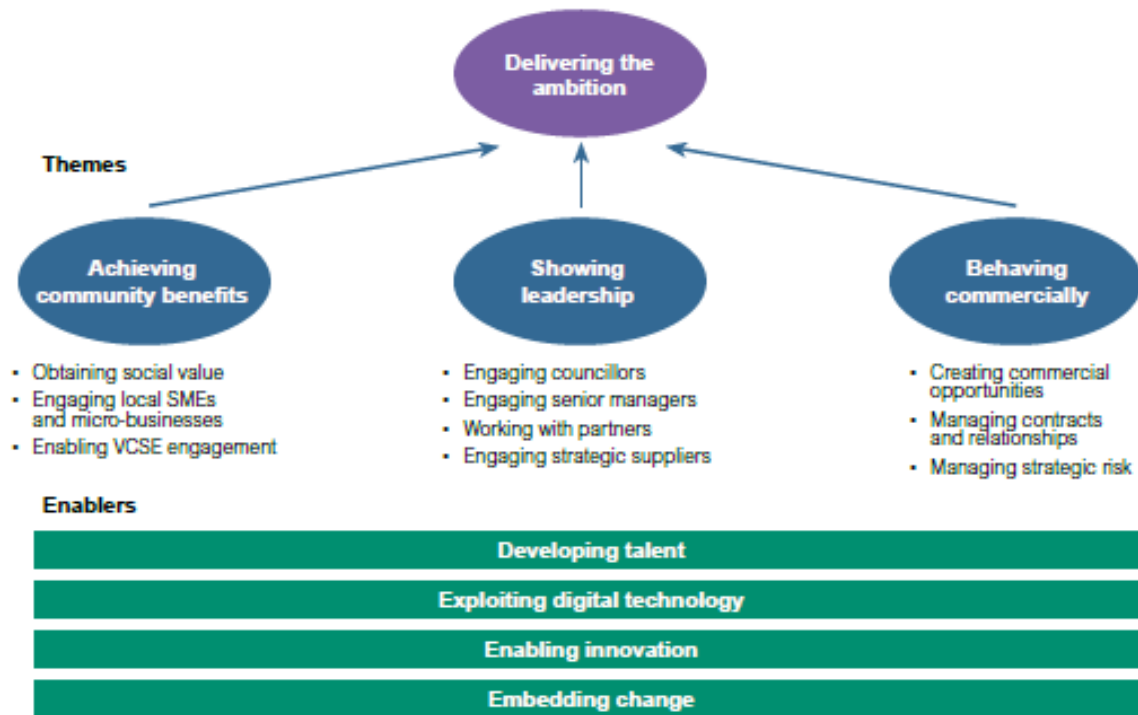 Delivering the
ambition
Themes
Achieving
community benefits
Showing
leadership
Behaving
commercially
▪ Obtaining social value
▪ Engaging local SMEs
and micro-businesses
▪ Enabling VCSE engagement
▪ Engaging councillors
▪ Engaging senior managers
▪ Working with partners
▪ Engaging strategic suppliers
▪ Creating commercial
opportunities
▪ Managing contracts
and relationships
▪ Managing strategic risk
Enablers
Developing talent
Exploiting digital technology
Enabling innovation
Embedding change